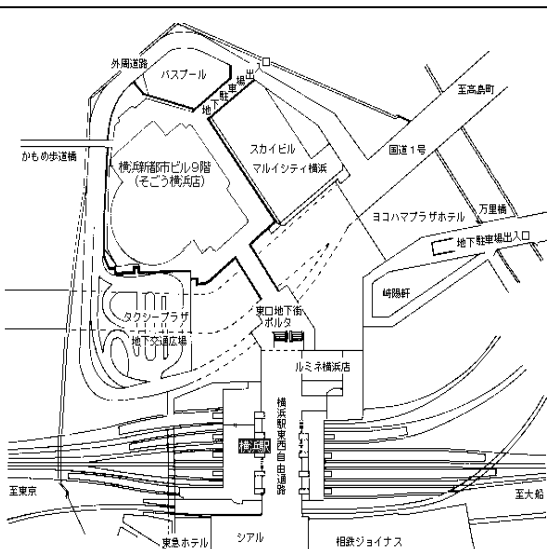 外周道路
バスプール
地下駐車場出
口
至高島町
スカイビル
マルイシティ横浜
国道1号
かもめ歩道橋
横浜新都市ビル9階
(そごう横浜店)
ヨコハマプラザホテル
万里橋
地下駐車場出入口
崎陽軒
東口地下街
ポルタ
タクシープラザ
地下交通広場
ルミネ横浜店
横浜駅東西自由通路
横浜駅
至東京
至大船
東急ホテル
シアル
相鉄ジョイナス